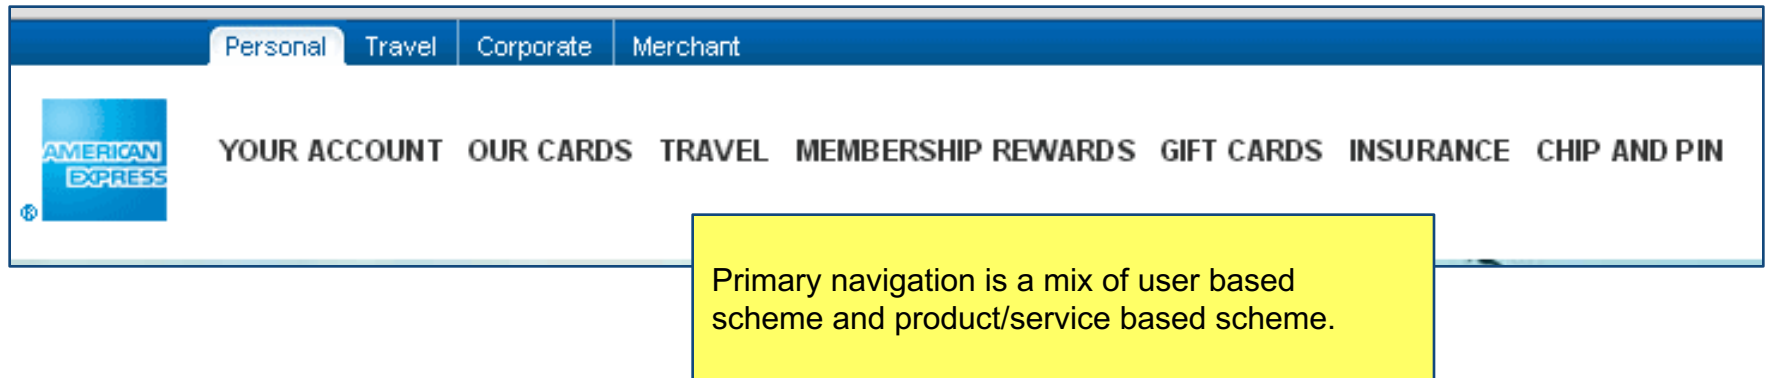 Personal Travel Corporate Merchant
AMERICAN
EXPRESS
®
YOUR ACCOUNT OUR CARDS TRAVEL MEMBERSHIP REWARDS GIFT CARDS INSURANCE CHIP AND PIN
Primary navigation is a mix of user based
scheme and product/service based scheme.